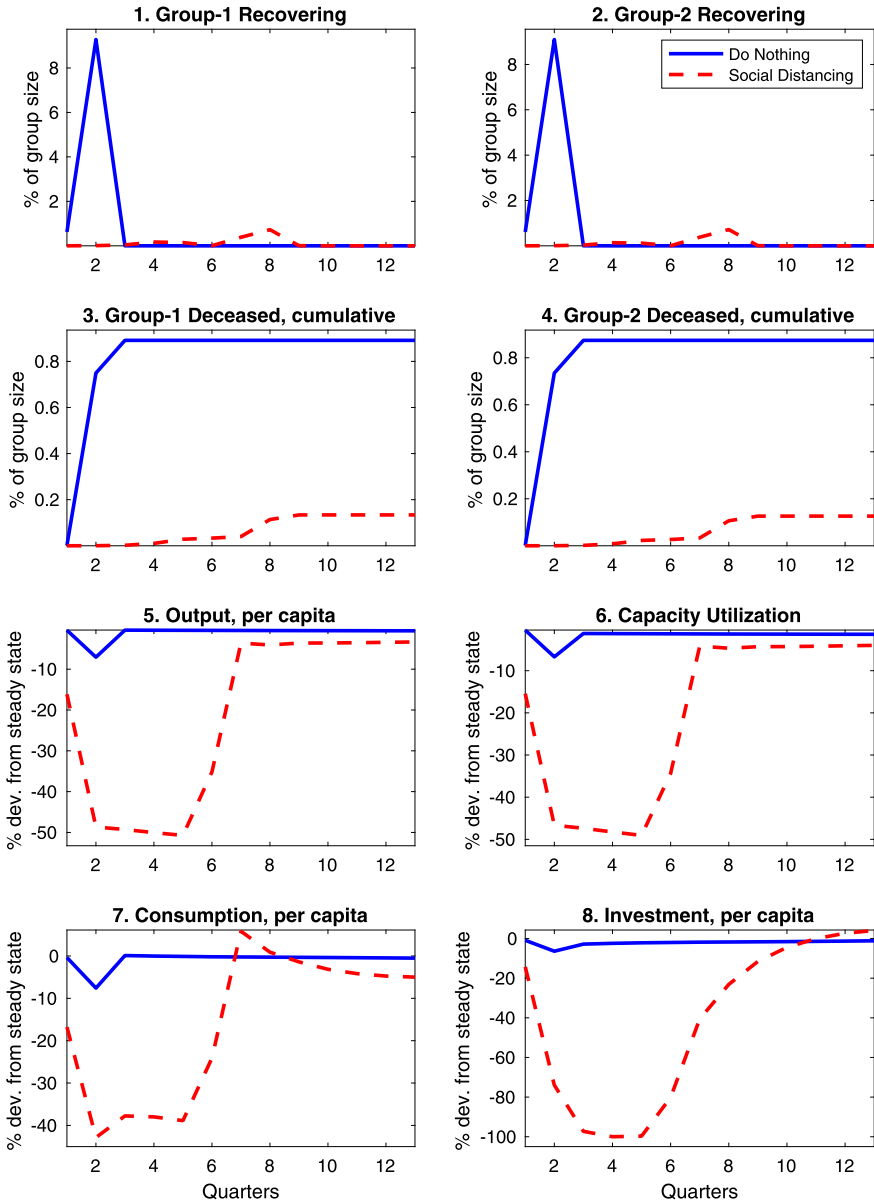 1. Group-1 Recovering
% of group size
8
6
4
2
2 4 6 8 10 12
2. Group-2 Recovering
Do Nothing
Social Distancing
% of group size
8
6
4
2
2 4 6 8 10 12
3. Group-1 Deceased, cumulative
% of group size
0.8
0.6
0.4
0.2
2 4 6 8 10 12
4. Group-2 Deceased, cumulative
% of group size
0.8
0.6
0.4
0.2
2 4 6 8 10 12
5. Output, per capita
% dev. from steady state
-10
-20
-30
-40
-50
2 4 6 8 10 12
6. Capacity Utilization
% dev. from steady state
-10
-20
-30
-40
-50
2 4 6 8 10 12
7. Consumption, per capita
% dev. from steady state
0
-10
-20
-30
-40
2 4 6 8 10 12
Quarters
8. Investment, per capita
% dev. from steady state
0
-20
-40
-60
-80
-100
2 4 6 8 10 12
Quarters